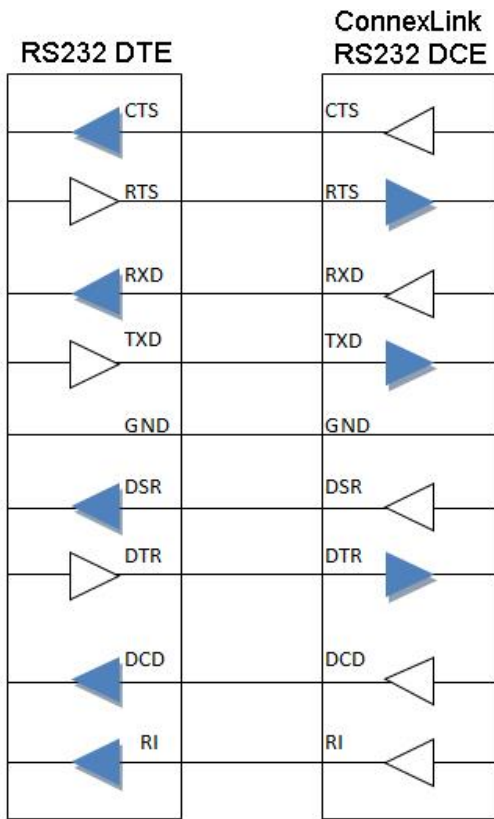 RS232 DTE
ConnexLink
RS232 DCE
CTS CTS
RTS RTS
RXD RXD
TXD TXD
GND GND
DSR DSR
DTR DTR
DCD DCD
RI RI